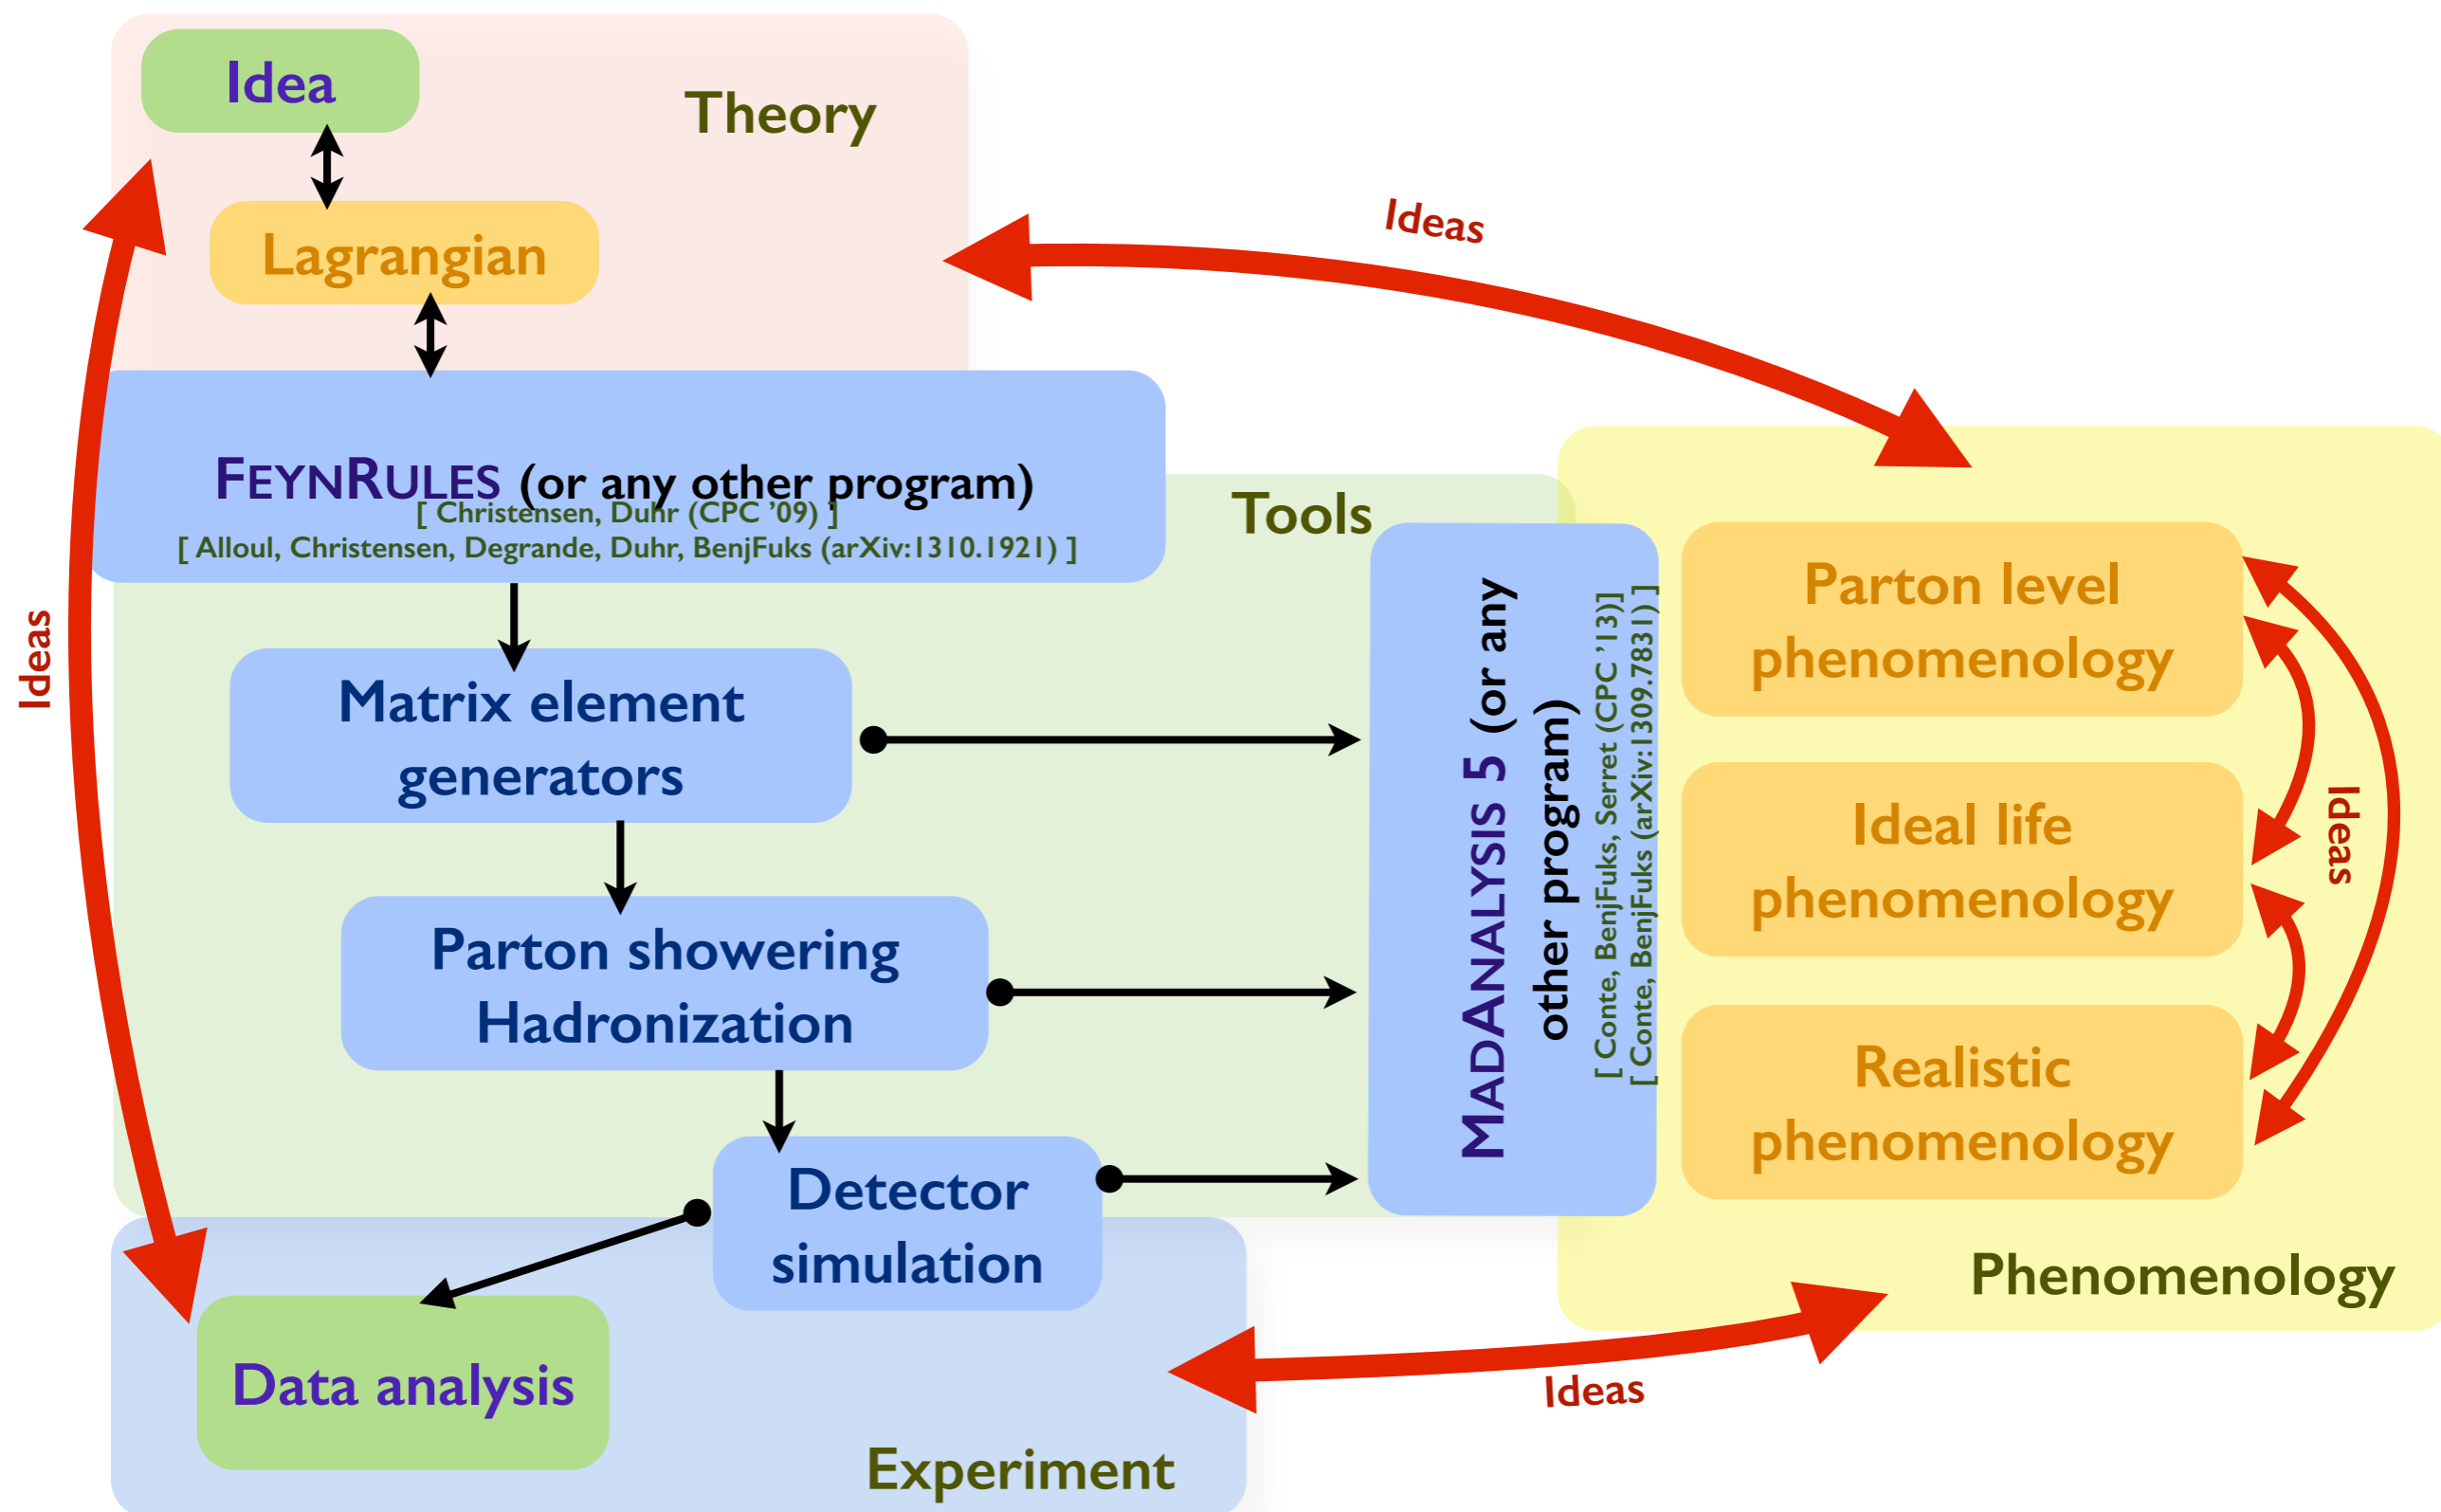 Idea
Theory
Ideas
Lagrangian
FEYNRULES (or any other program)
[ Christensen, Duhr (CPC ’09) ]
[ Alloul, Christensen, Degrande, Duhr, BenjFuks (arXiv:1310.1921) ]
Tools
Ideas
Matrix element
generators
Parton showering
Hadronization
Detector
simulation
MADANALYSIS 5 (or any
other program)
[ Conte, BenjFuks, Serret (CPC ’13)]
[ Conte, BenjFuks (arXiv:1309.7831) ]
Parton level
phenomenology
Ideal life
phenomenology
Realistic
phenomenology
Ideas
Phenomenology
Data analysis
Ideas
Experiment